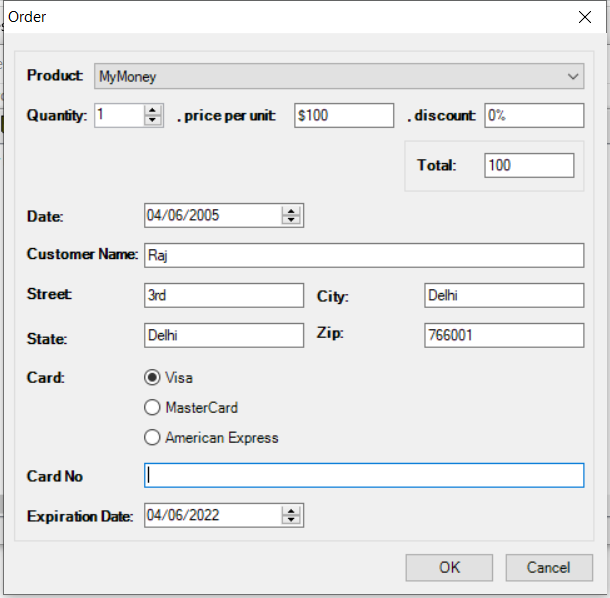 Order
Product: MyMoney
Quantity: 1 . price per unit: $100 . discount: 0%
Total: 100
Date: 04/06/2005
Customer Name: Raj
Street: 3rd City: Delhi
State: Delhi Zip: 766001
Card: Visa
MasterCard
American Express
Card No
Expiration Date: 04/06/2022
OK Cancel